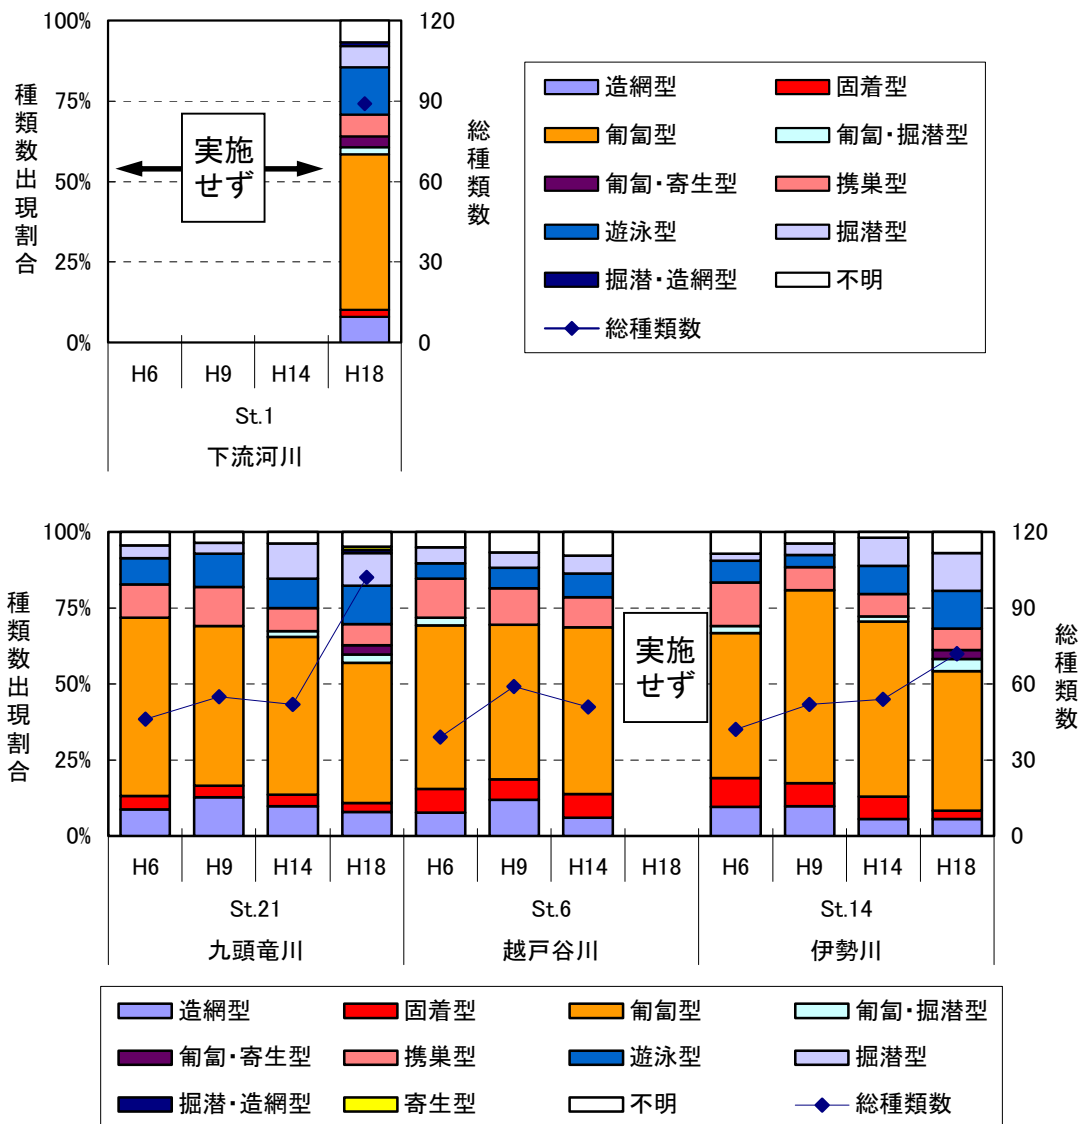 100%
75%
50%
25%
0%
種類数出現割合
実施
せず
120
90
60
30
0
総種類数
H6 H9 H14 H18
St.1
下流河川
造網型 固着型
匍匐型 匍匐・掘潜型
匍匐・寄生型 携巣型
遊泳型 掘潜型
掘潜・造網型 不明
総種類数
100%
75%
50%
25%
0%
種類数出現割合
実施
せず
120
90
60
30
0
総種類数
H6 H9 H14 H18 H6 H9 H14 H18 H6 H9 H14 H18
St.21 St.6 St.14
九頭竜川 越戸谷川 伊勢川
造網型 固着型 匍匐型 匍匐・掘潜型
匍匐・寄生型 携巣型 遊泳型 掘潜型
掘潜・造網型 寄生型 不明 総種類数